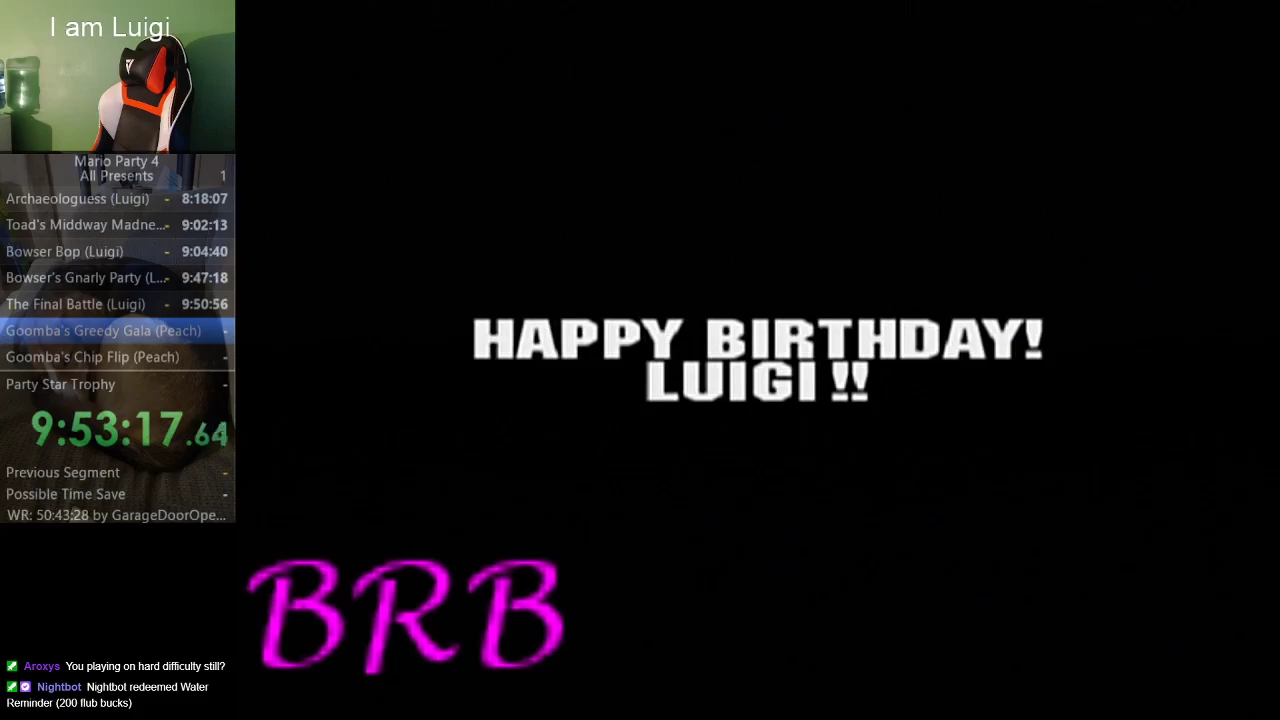 I am Luigi
Mario Party 4
All Presents 1
Archaeologuess (Luigi) - 8:18:07
Toad's Middway Madne... - 9:02:13
Bowser Bop (Luigi) - 9:04:40
Bowser's Gnarly Party (L... - 9:47:18
The Final Battle (Luigi) - 9:50:56
Goomba's Greedy Gala (Peach) -
Goomba's Chip Flip (Peach) -
Party Star Trophy -
9:53:17.64
Previous Segment -
Possible Time Save -
WR: 50:43:28 by GarageDoorOpe...
HAPPY BIRTHDAY!
LUIGI !!
BRB
Aroxys You playing on hard difficulty still?
Nightbot Nightbot redeemed Water
Reminder (200 flub bucks)